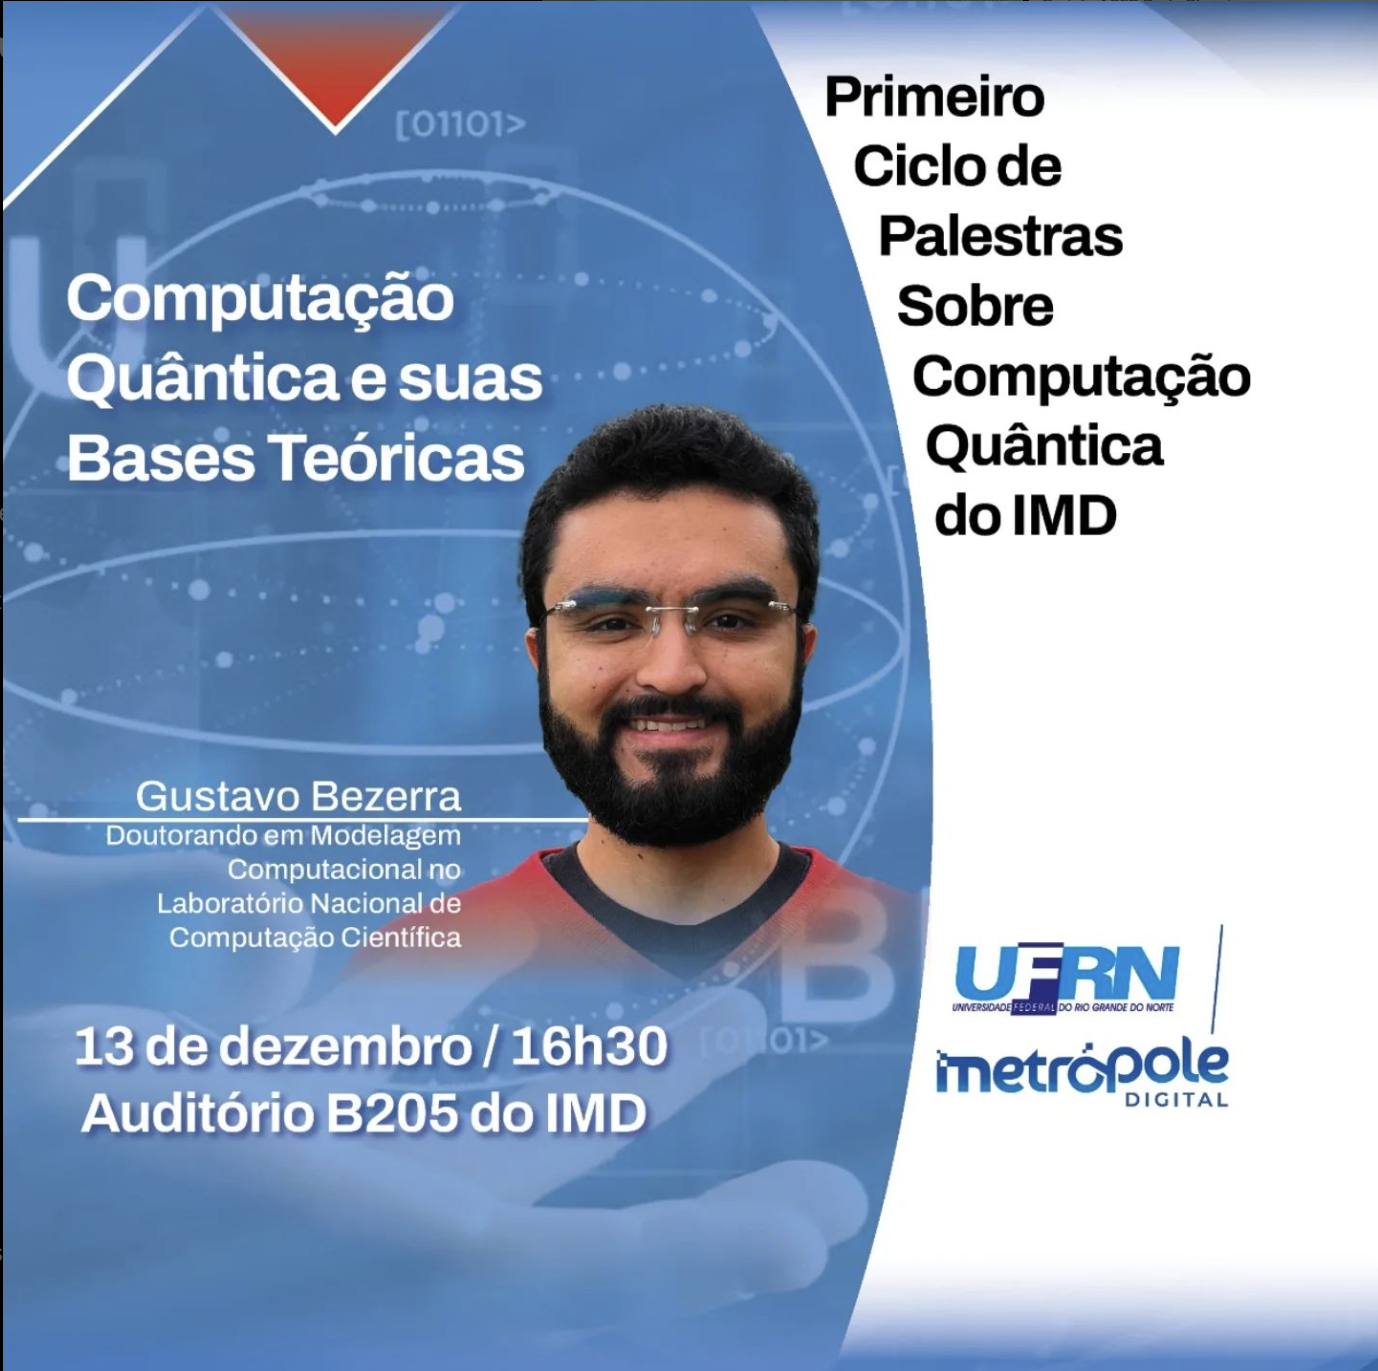 [01101>
Computação
Quântica e suas
Bases Teóricas
Gustavo Bezerra
Doutorando em Modelagem
Computacional no
Laboratório Nacional de
Computação Científica
13 de dezembro / 16h30
Auditório B205 do IMD
Primeiro
Ciclo de
Palestras
Sobre
Computação
Quântica
do IMD
U
B
[01101>
UFRN
UNIVERSIDADE FEDERAL DO RIO GRANDE DO NORTE
metrópole
DIGITAL